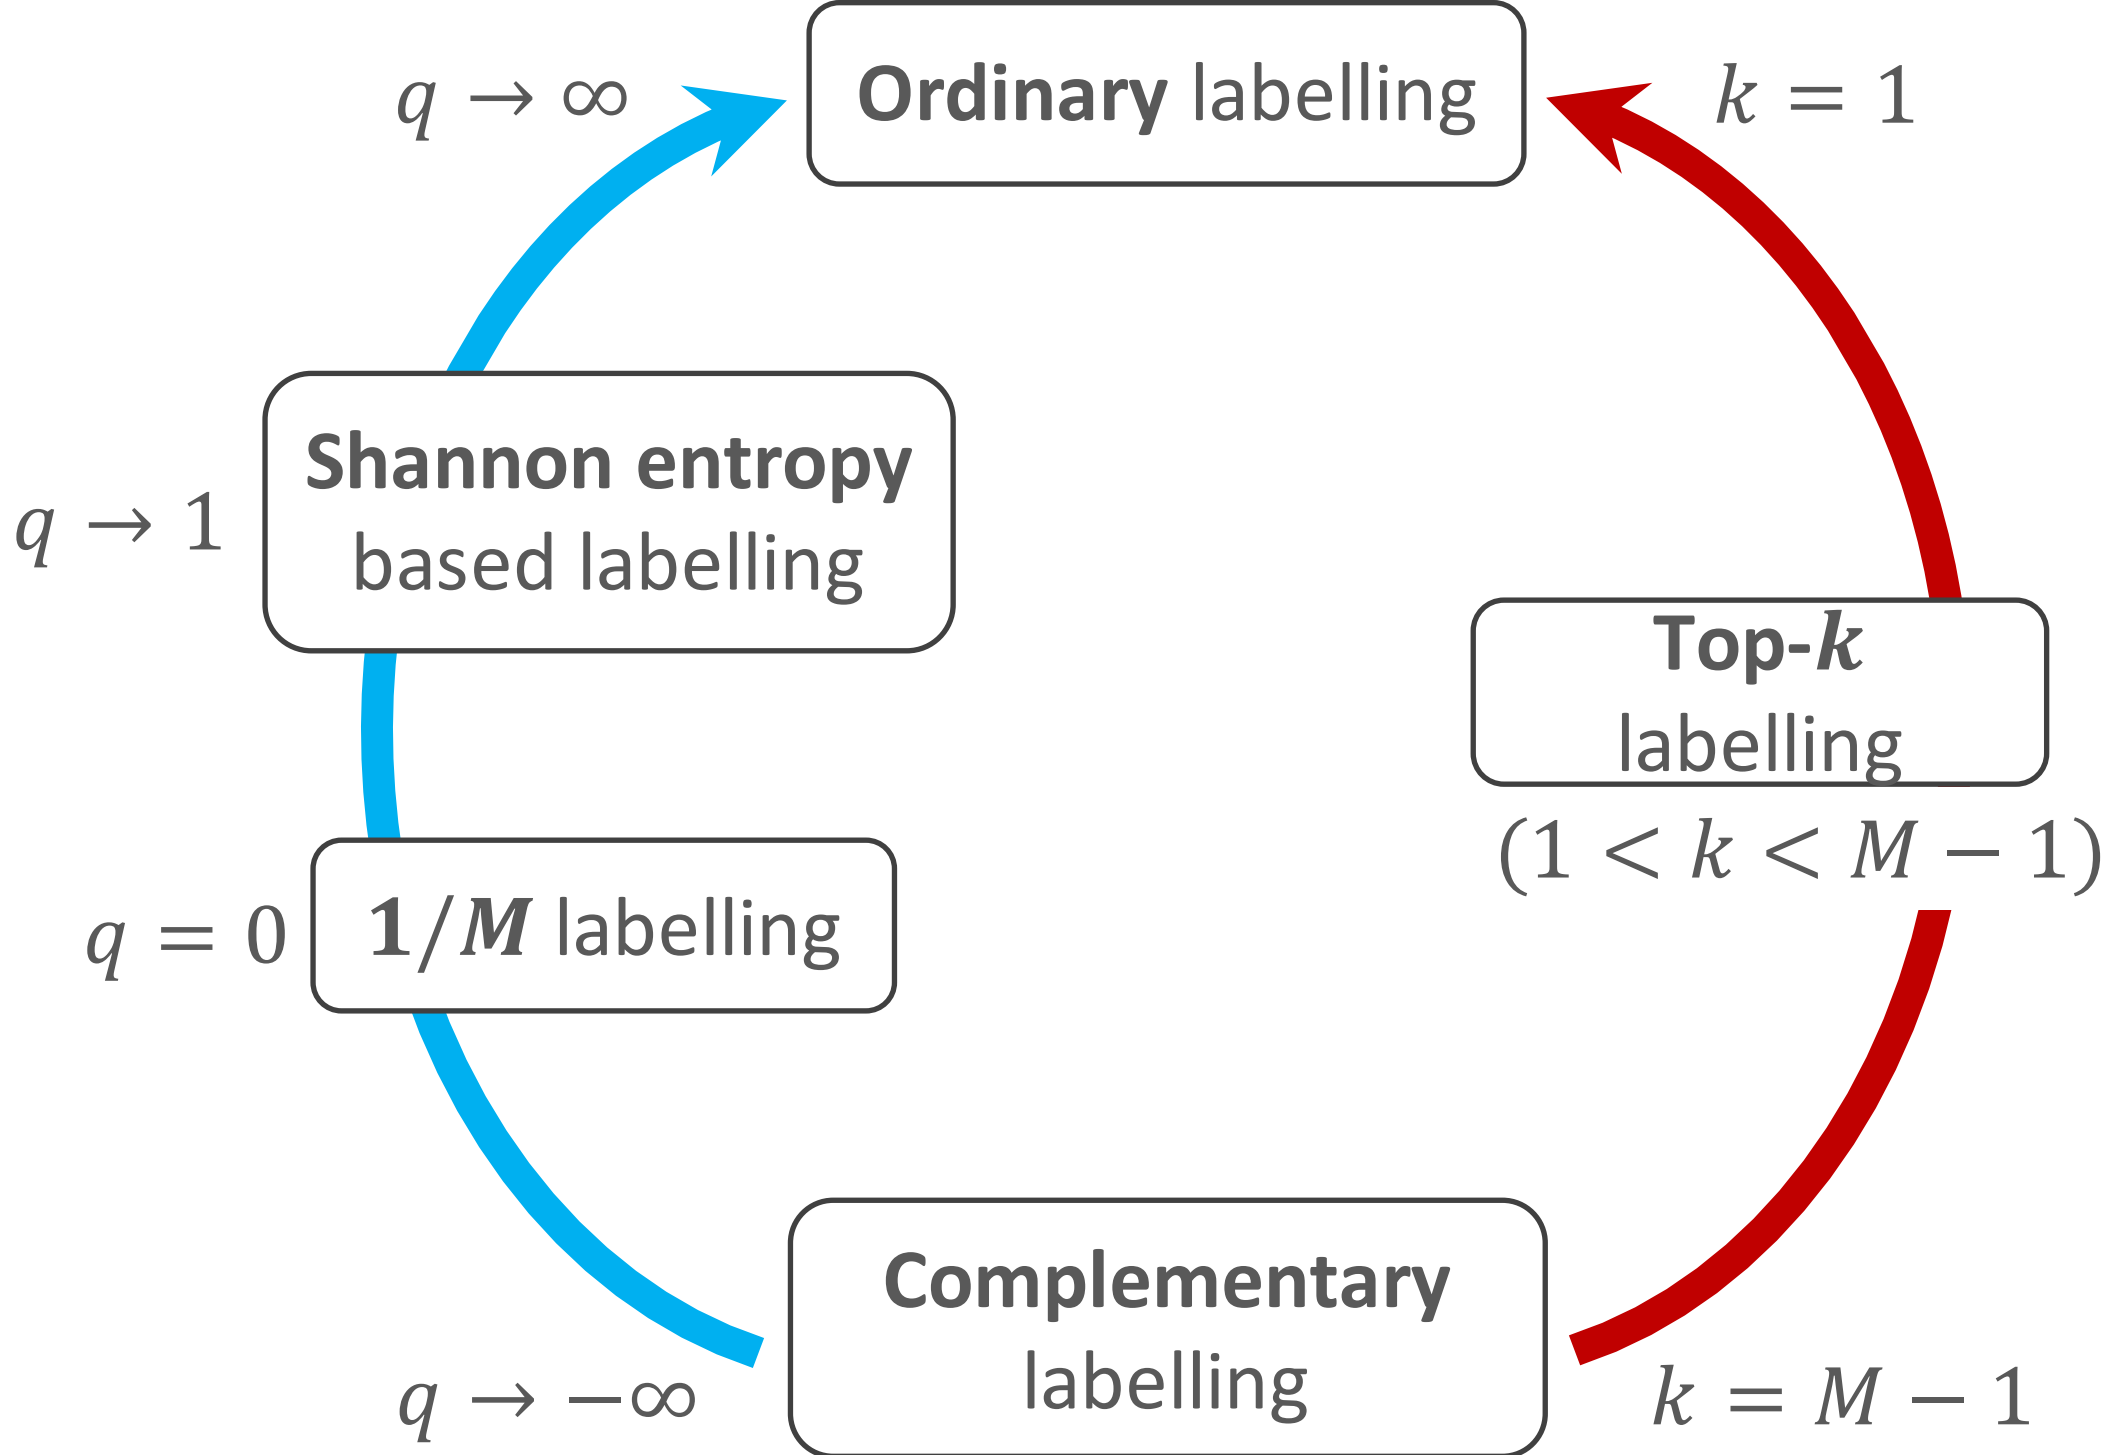 q → ∞
Ordinary labelling
k = 1
Shannon entropy
based labelling
q → 1
Top-k
labelling
(1 < k < M − 1)
q = 0
1/M labelling
Complementary
labelling
q → −∞
k = M − 1